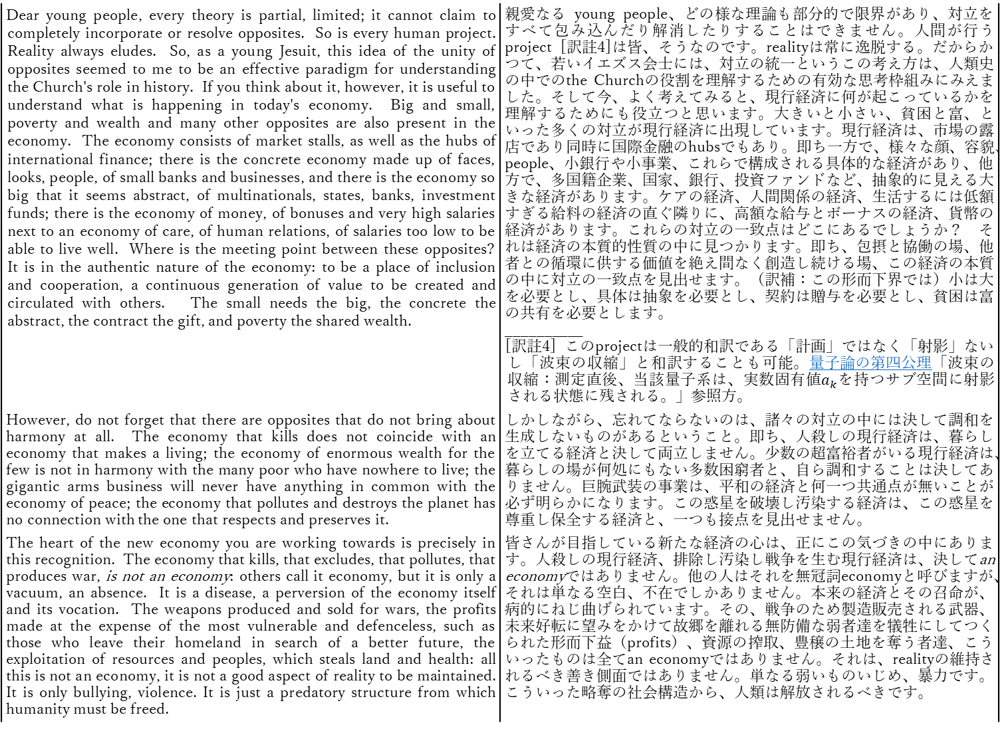 Dear young people, every theory is partial, limited; it cannot claim to
completely incorporate or resolve opposites. So is every human project.
Reality always eludes. So, as a young Jesuit, this idea of the unity of
opposites seemed to me to be an effective paradigm for understanding
the Church's role in history. If you think about it, however, it is useful to
understand what is happening in today's economy. Big and small,
poverty and wealth and many other opposites are also present in the
economy. The economy consists of market stalls, as well as the hubs of
international finance; there is the concrete economy made up of faces,
looks, people, of small banks and businesses, and there is the economy so
big that it seems abstract, of multinationals, states, banks, investment
funds; there is the economy of money, of bonuses and very high salaries
next to an economy of care, of human relations, of salaries too low to be
able to live well. Where is the meeting point between these opposites?
It is in the authentic nature of the economy: to be a place of inclusion
and cooperation, a continuous generation of value to be created and
circulated with others. The small needs the big, the concrete the
abstract, the contract the gift, and poverty the shared wealth.
親愛なる young people、どの様な理論も部分的で限界があり、対立を
すべて包み込んだり解消したりすることはできません。人間が行う
project [訳註4]は皆、そうなのです。realityは常に逸脱する。だからか
つて、若いイエズス会士には、対立の統一というこの考え方は、人類史
の中でのthe Churchの役割を理解するための有効な思考枠組みにみえま
した。そして今、よく考えてみると、現行経済に何が起こっているかを
理解するためにも役立つと思います。大きいと小さい、貧困と富、と
いった多くの対立が現行経済に出現しています。現行経済は、市場の露
店であり同時に国際金融のhubsでもあり。即ち一方で、様々な顔、容貌、
people、小銀行や小事業、これらで構成される具体的な経済があり、他
方で、多国籍企業、国家、銀行、投資ファンドなど、抽象的に見える大
きな経済があります。ケアの経済、人間関係の経済、生活するには低額
すぎる給料の経済の直ぐ隣りに、高額な給与とボーナスの経済、貨幣の
経済があります。これらの対立の一致点はどこにあるでしょうか？　そ
れは経済の本質的性質の中に見つかります。即ち、包摂と協働の場、他
者との循環に供する価値を絶え間なく創造し続ける場、この経済の本質
の中に対立の一致点を見出せます。（訳補：この形而下界では）小は大
を必要とし、具体は抽象を必要とし、契約は贈与を必要とし、貧困は富
の共有を必要とします。
[訳註4] このprojectは一般的和訳である「計画」ではなく「射影」ない
し「波束の収縮」と和訳することも可能。量子論の第四公理「波束の
収縮：測定直後、当該量子系は、実数固有値aₖを持つサブ空間に射影
される状態に残される。」参照方。
However, do not forget that there are opposites that do not bring about
harmony at all. The economy that kills does not coincide with an
economy that makes a living; the economy of enormous wealth for the
few is not in harmony with the many poor who have nowhere to live; the
gigantic arms business will never have anything in common with the
economy of peace; the economy that pollutes and destroys the planet has
no connection with the one that respects and preserves it.
しかしながら、忘れてならないのは、諸々の対立の中には決して調和を
生成しないものがあるということ。即ち、人殺しの現行経済は、暮らし
を立てる経済と決して両立しません。少数の超富裕者がいる現行経済は、
暮らしの場が何処にもない多数困窮者と、自ら調和することは決してあ
りません。巨腕武装の事業は、平和の経済と何一つ共通点が無いことが
必ず明らかになります。この惑星を破壊し汚染する経済は、この惑星を
尊重し保全する経済と、一つも接点を見出せません。
The heart of the new economy you are working towards is precisely in
this recognition. The economy that kills, that excludes, that pollutes, that
produces war, is not an economy: others call it economy, but it is only a
vacuum, an absence. It is a disease, a perversion of the economy itself
and its vocation. The weapons produced and sold for wars, the profits
made at the expense of the most vulnerable and defenceless, such as
those who leave their homeland in search of a better future, the
exploitation of resources and peoples, which steals land and health: all
this is not an economy, it is not a good aspect of reality to be maintained.
It is only bullying, violence. It is just a predatory structure from which
humanity must be freed.
皆さんが目指している新たな経済の心は、正にこの気づきの中にありま
す。人殺しの現行経済、排除し汚染し戦争を生む現行経済は、決してan
economyではありません。他の人はそれを無冠詞economyと呼びますが、
それは単なる空白、不在でしかありません。本来の経済とその召命が、
病的にねじ曲げられています。その、戦争のため製造販売される武器、
未来好転に望みをかけて故郷を離れる無防備な弱者達を犠牲にしてつく
られた形而下益（profits）、資源の搾取、豊穣の土地を奪う者達、こう
いったものは全てan economyではありません。それは、realityの維持さ
れるべき善き側面ではありません。単なる弱いものいじめ、暴力です。
こういった略奪の社会構造から、人類は解放されるべきです。